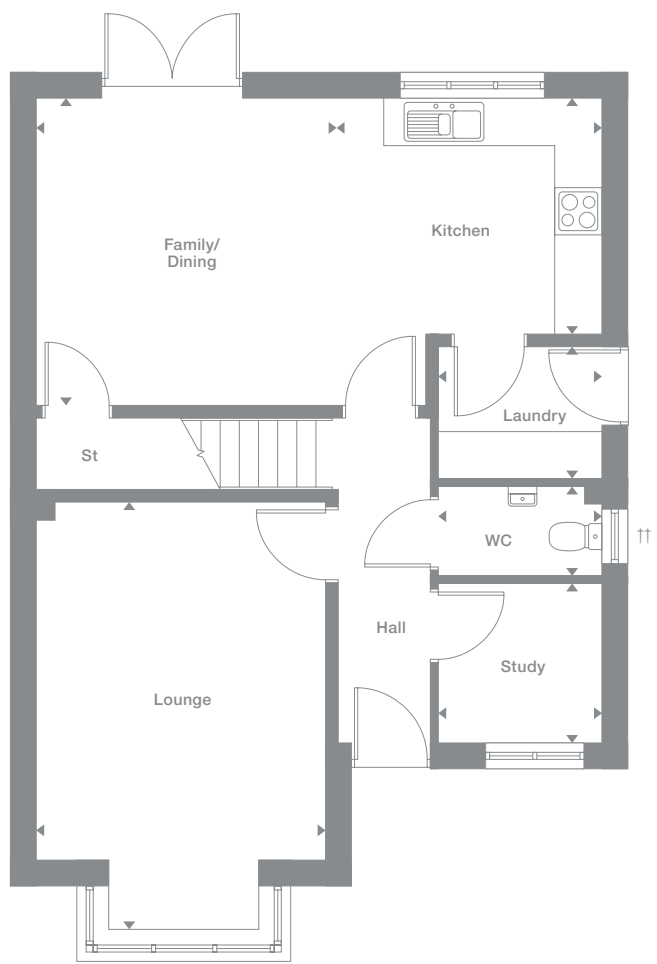 Family/
Dining
Kitchen
Laundry
St
WC
††
Hall
Study
Lounge